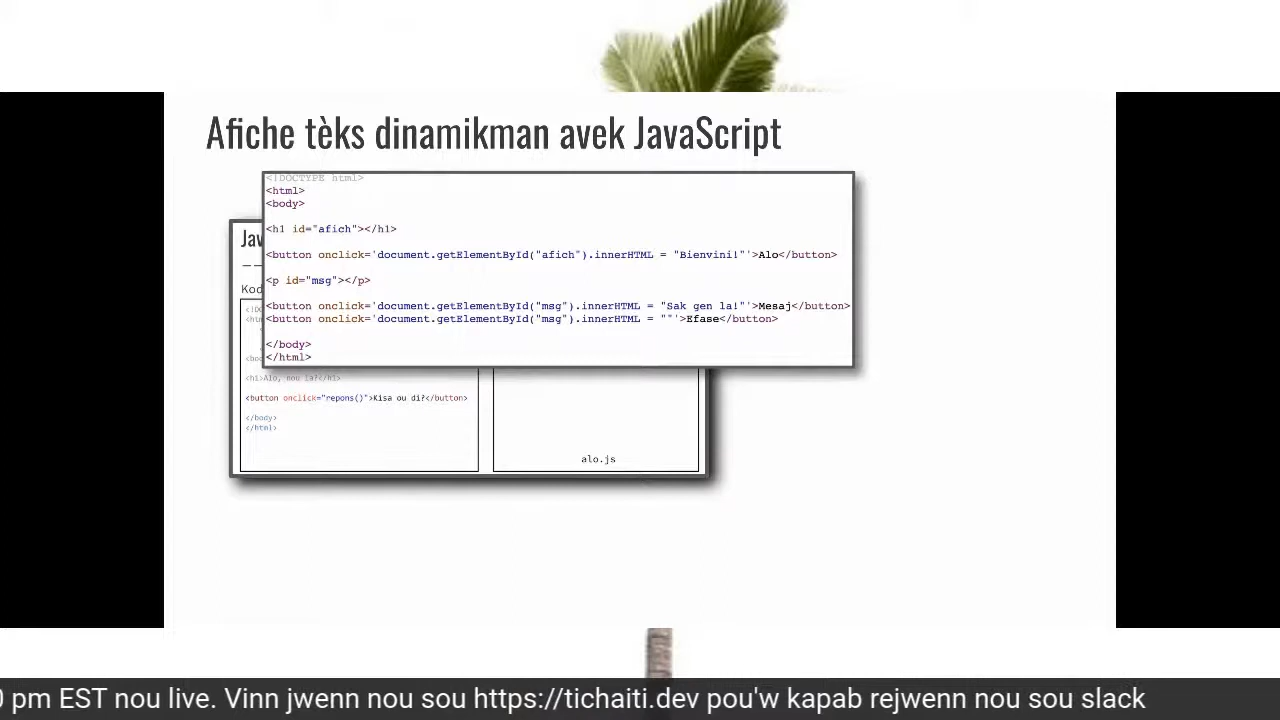 Afiche tèks dinamikman avek JavaScript
<!DOCTYPE html>
<html>
<body>
<h1 id="afich"></h1>
<button onclick='document.getElementById("afich").innerHTML = "Bienvini!"'>Alo</button>
<p id="msg"></p>
<button onclick='document.getElementById("msg").innerHTML = "Sak gen la!"'>Mesaj</button>
<button onclick='document.getElementById("msg").innerHTML = ""'>Efase</button>
</body>
</html>
Jav
Kod
<h1>Alo, nou la?</h1>
<button onclick="repons()">Kisa ou di?</button>
</body>
</html>
alo.js
0 pm EST nou live. Vinn jwenn nou sou https://tichaiti.dev pou'w kapab rejwenn nou sou slack